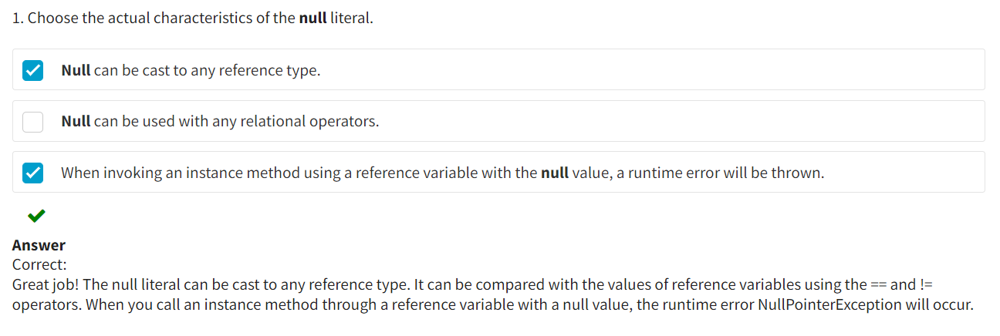 1. Choose the actual characteristics of the null literal.
Null can be cast to any reference type.
Null can be used with any relational operators.
When invoking an instance method using a reference variable with the null value, a runtime error will be thrown.
Answer
Correct:
Great job! The null literal can be cast to any reference type. It can be compared with the values of reference variables using the == and !=
operators. When you call an instance method through a reference variable with a null value, the runtime error NullPointerException will occur.